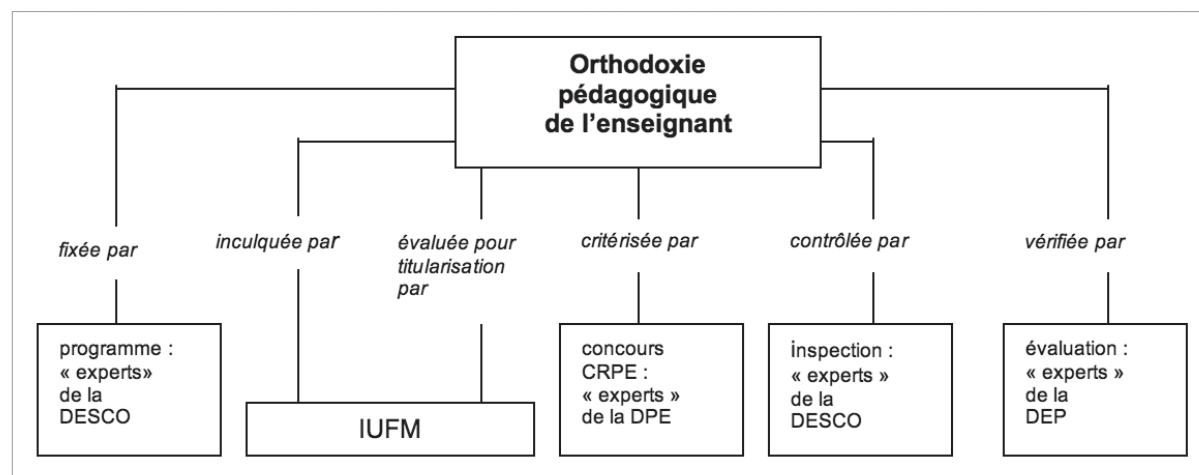 Orthodoxie
pédagogique
de l’enseignant
fixée par
inculquée par
évaluée pour
titularisation
par
critérisée par
contrôlée par
vérifiée par
programme :
« experts»
de la
DESCO
IUFM
concours
CRPE :
« experts »
de la DPE
inspection :
« experts »
de la
DESCO
évaluation :
« experts »
de la
DEP